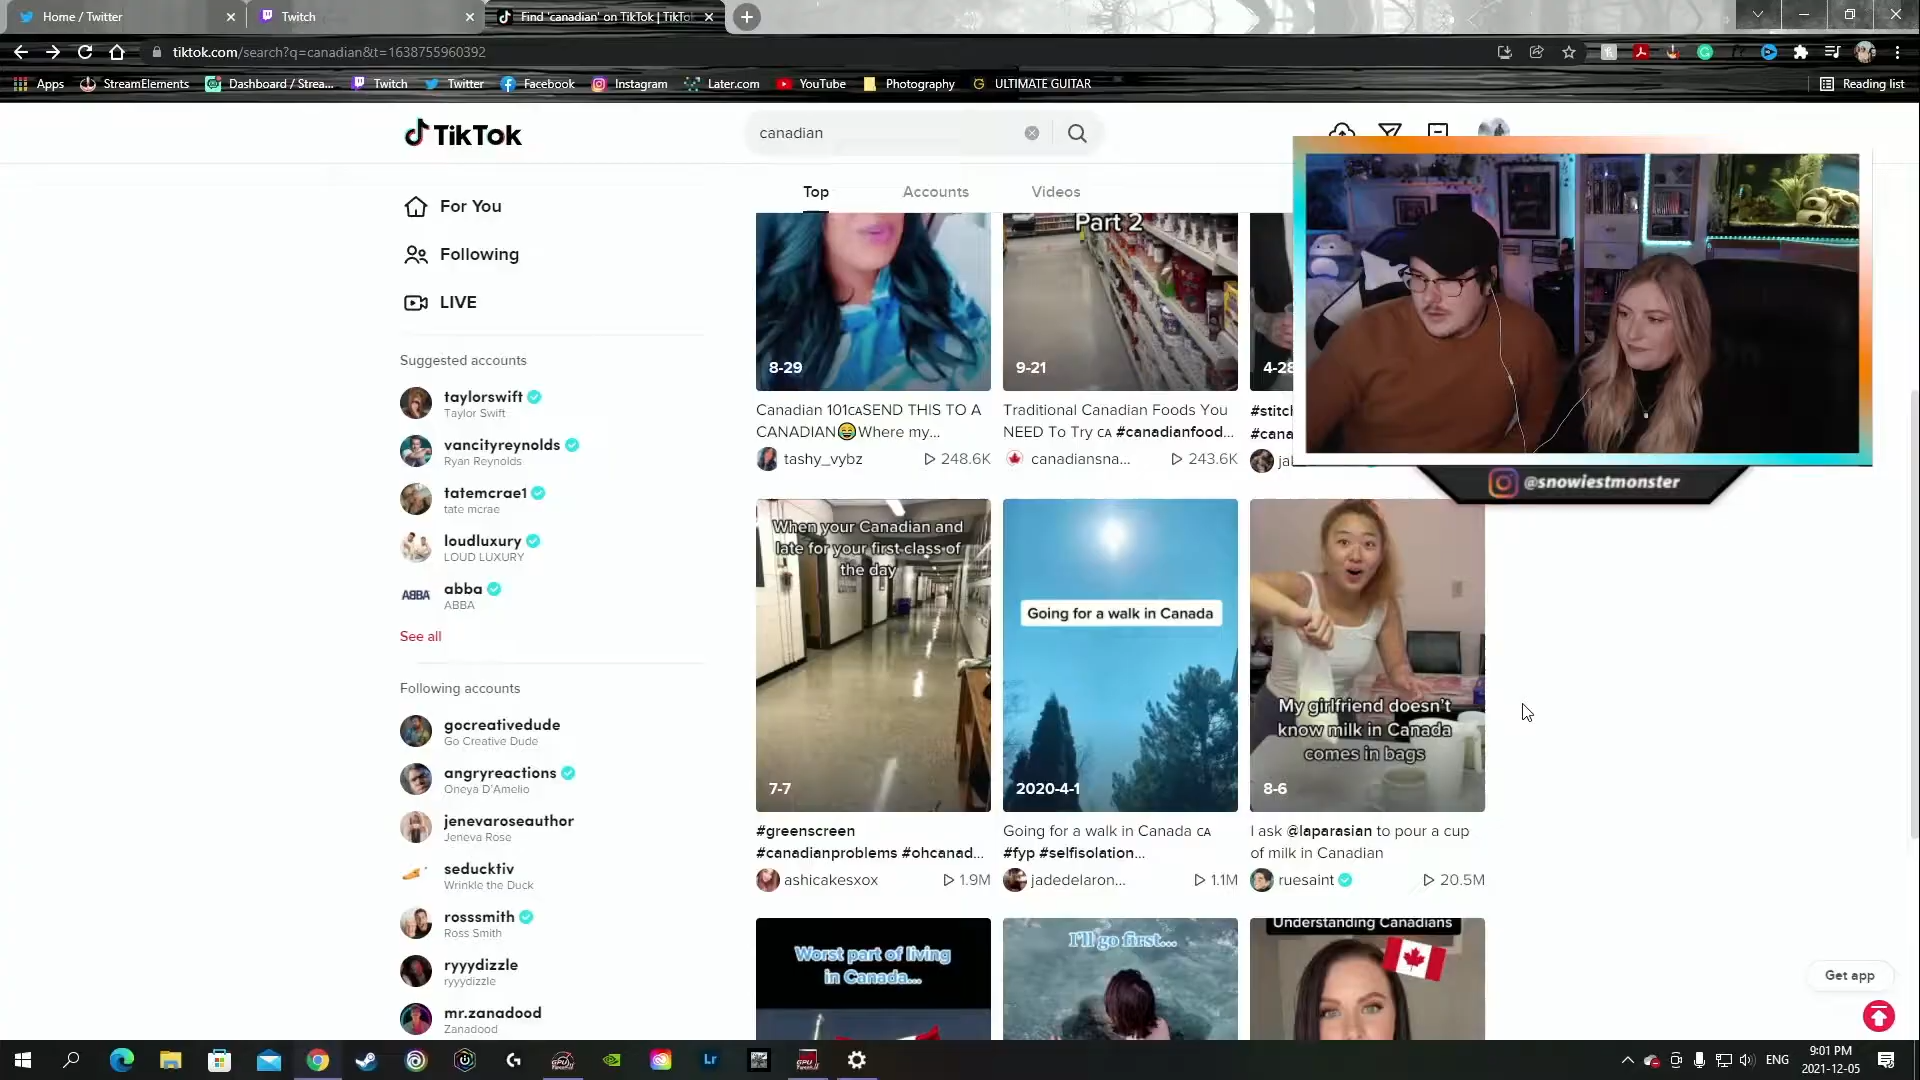 Home / Twitter
Twitch
Find 'canadian' on TikTok | TikTo
tiktok.com/search?q=canadian&t=1638755960392
Apps
StreamElements
Dashboard / Strea...
Twitch
Twitter
Facebook
Instagram
Later.com
YouTube
Photography
ULTIMATE GUITAR
Reading list
TikTok
canadian
For You
Following
LIVE
Suggested accounts
taylorswift
Taylor Swift
vancityreynolds
Ryan Reynolds
tatemcrae1
tate mcrae
loudluxury
LOUD LUXURY
ABBA
abba
ABBA
See all
Following accounts
gocreativedude
Go Creative Dude
angryreactions
Oneya D'Amelio
jenevaroseauthor
Jeneva Rose
seducktiv
Wrinkle the Duck
rosssmith
Ross Smith
ryyydizzle
ryyydizzle
mr.zanadood
Zanadood
Top
Accounts
Videos
8-29
Canadian 101CASEND THIS TO A
CANADIAN😂Where my...
tashy_vybz
248.6K
Part 2
9-21
Traditional Canadian Foods You
NEED To Try CA #canadianfood...
canadiansna...
243.6K
4-28
#stitch
#cana
@snowiestmonster
When your Canadian and
late for your first class of
the day
7-7
#greenscreen
#canadianproblems #ohcanad...
ashicakesxox
1.9M
Going for a walk in Canada
2020-4-1
Going for a walk in Canada CA
#fyp #selfisolation...
jadedelaron...
1.1M
My girlfriend doesn't
know milk in Canada
comes in bags
8-6
I ask @laparasian to pour a cup
of milk in Canadian
ruesaint
20.5M
Worst part of living
in Canada...
I'll go first...
Understanding Canadians
Get app
Lr
ENG
9:01 PM
2021-12-05